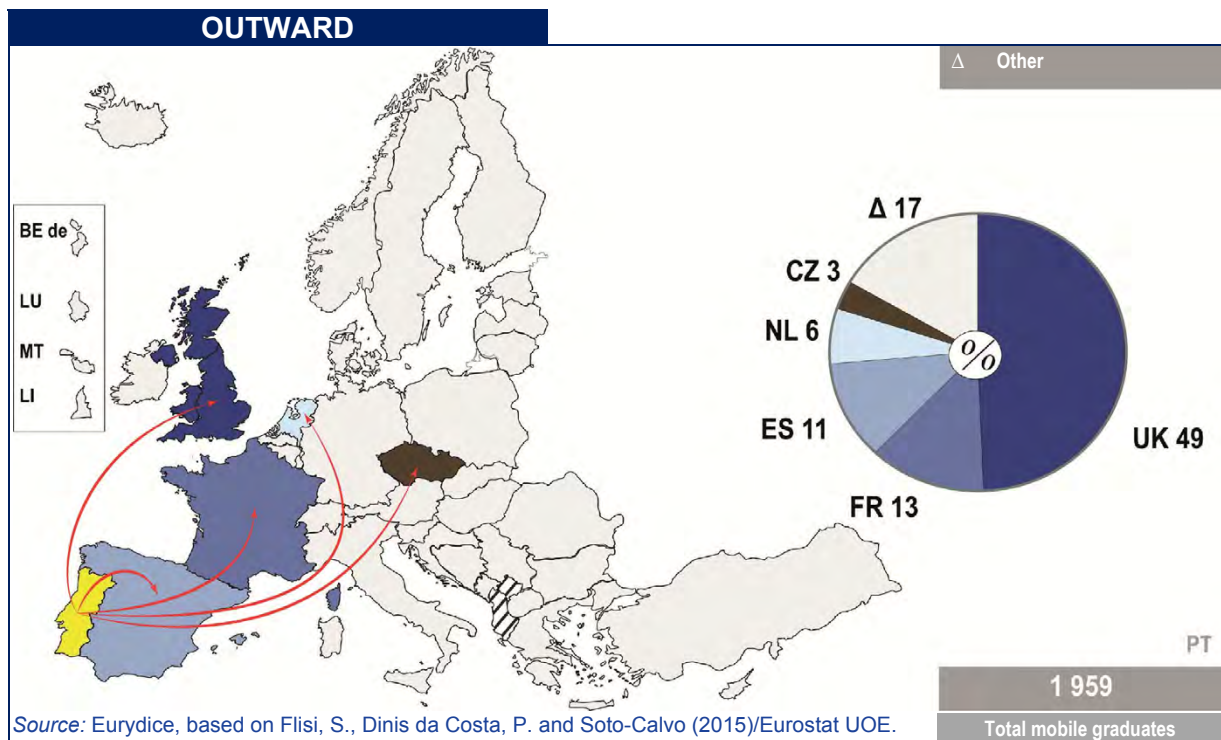 OUTWARD
Δ Other
BE de
LU
MT
LI
Δ 17
CZ 3
NL 6
%
ES 11
UK 49
FR 13
PT
1 959
Total mobile graduates
Source: Eurydice, based on Flisi, S., Dinis da Costa, P. and Soto-Calvo (2015)/Eurostat UOE.